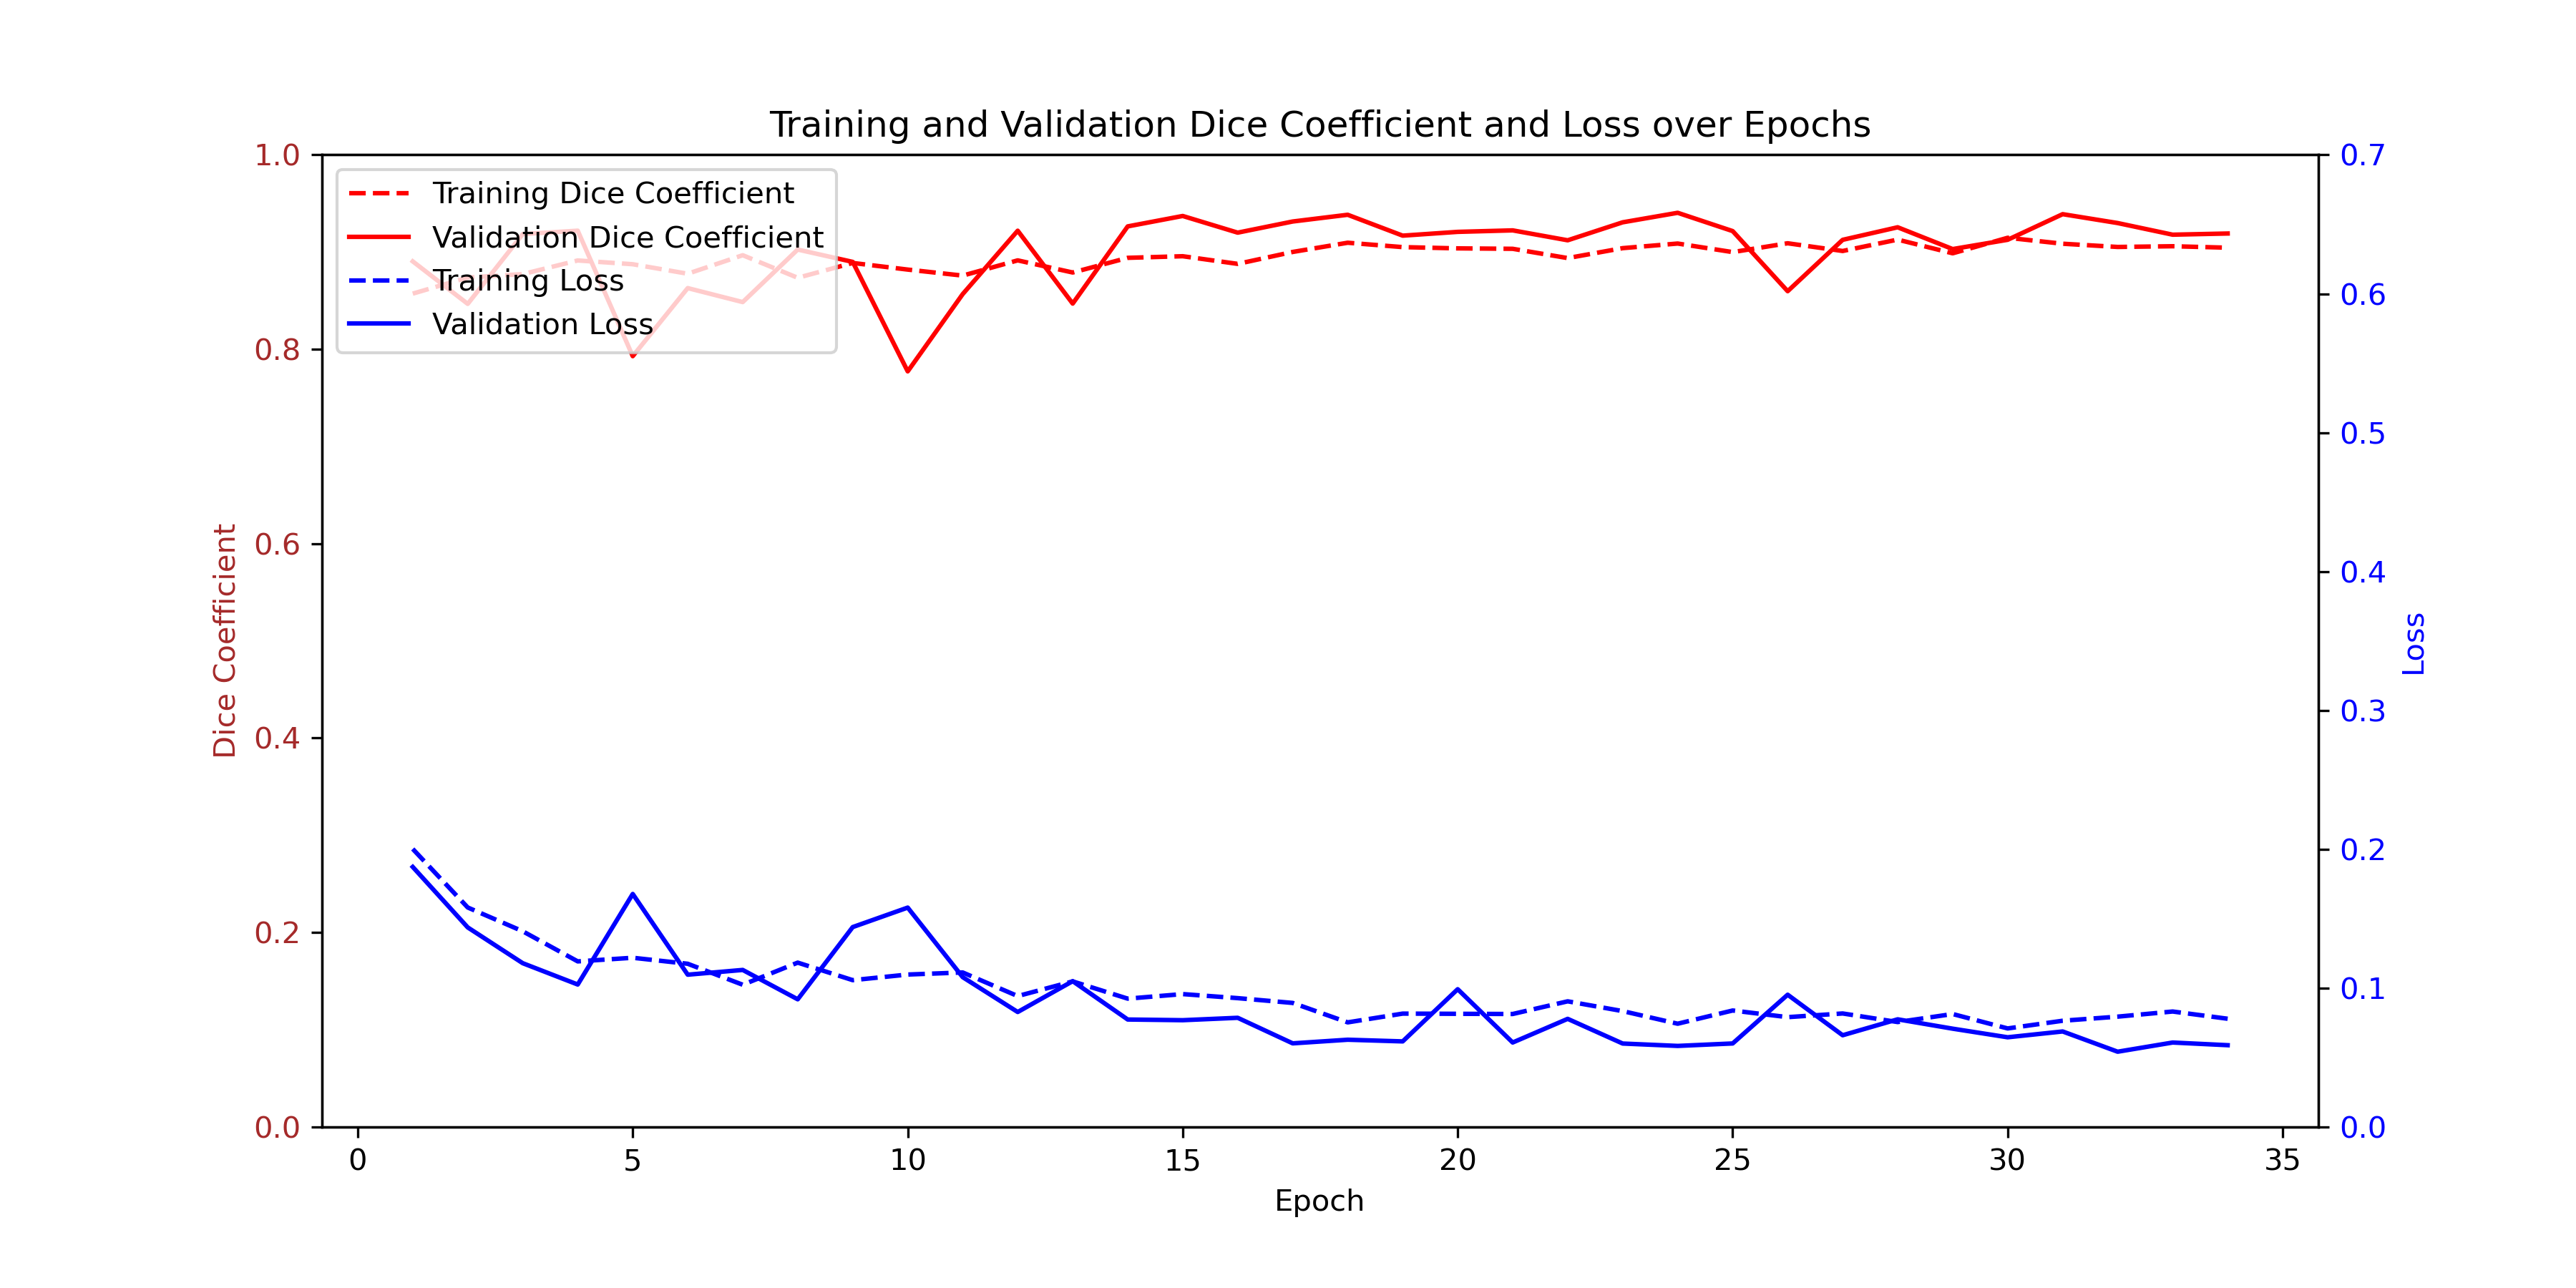 Training and Validation Dice Coefficient and Loss over Epochs
Training Dice Coefficient
Validation Dice Coefficient
Training Loss
Validation Loss
Dice Coefficient
1.0
0.8
0.6
0.4
0.2
0.0
Loss
0.7
0.6
0.5
0.4
0.3
0.2
0.1
0.0
0 5 10 15 20 25 30 35
Epoch